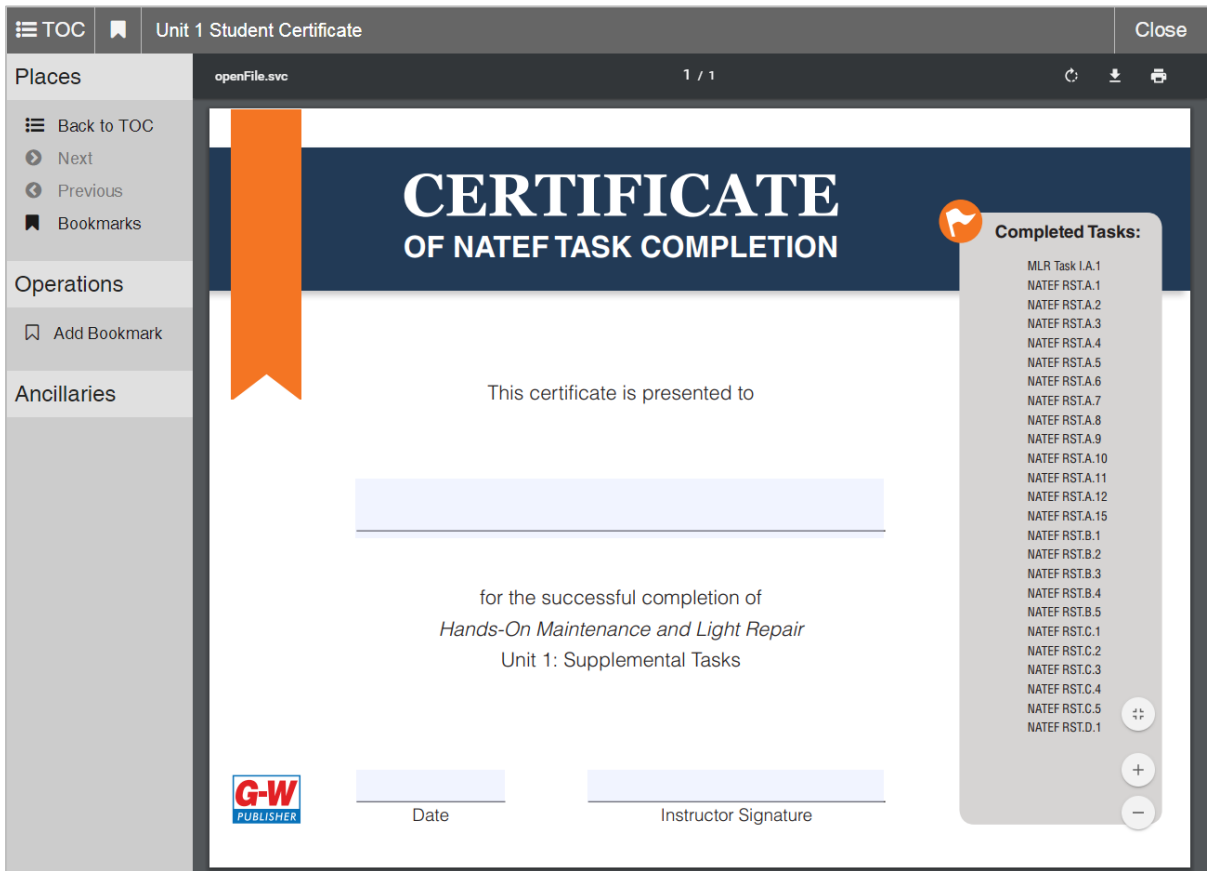 TOC
Unit 1 Student Certificate
Close
Places
Back to TOC
Next
Previous
Bookmarks
Operations
Add Bookmark
Ancillaries
openFile.svc
1 / 1
CERTIFICATE
OF NATEF TASK COMPLETION
This certificate is presented to
for the successful completion of
Hands-On Maintenance and Light Repair
Unit 1: Supplemental Tasks
G-W
PUBLISHER
Date
Instructor Signature
Completed Tasks:
MLR Task I.A.1
NATEF RST.A.1
NATEF RST.A.2
NATEF RST.A.3
NATEF RST.A.4
NATEF RST.A.5
NATEF RST.A.6
NATEF RST.A.7
NATEF RST.A.8
NATEF RST.A.9
NATEF RST.A.10
NATEF RST.A.11
NATEF RST.A.12
NATEF RST.A.15
NATEF RST.B.1
NATEF RST.B.2
NATEF RST.B.3
NATEF RST.B.4
NATEF RST.B.5
NATEF RST.C.1
NATEF RST.C.2
NATEF RST.C.3
NATEF RST.C.4
NATEF RST.C.5
NATEF RST.D.1